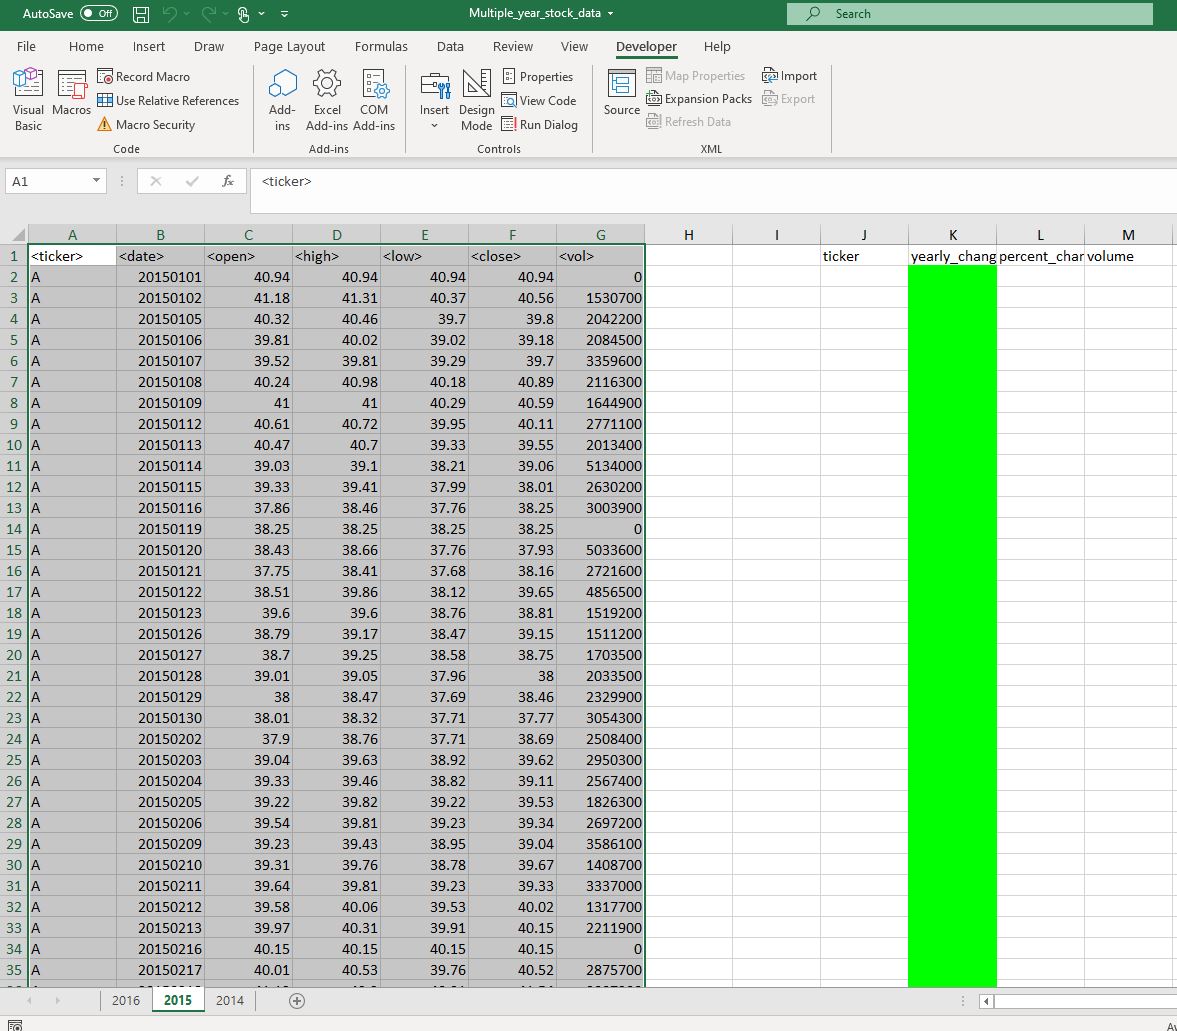 AutoSave Off Multiple_year_stock_data Search
File Home Insert Draw Page Layout Formulas Data Review View Developer Help
Visual Basic Macros Record Macro Use Relative References Macro Security Code
Add-ins Excel Add-ins COM Add-ins Add-ins
Insert Design Mode Properties View Code Run Dialog Controls
Source Map Properties Expansion Packs Refresh Data Import Export XML
A1 fx <ticker>
A B C D E F G H I J K L M
1 <ticker> <date> <open> <high> <low> <close> <vol> ticker yearly_chang percent_char volume
2 A 20150101 40.94 40.94 40.94 40.94 0
3 A 20150102 41.18 41.31 40.37 40.56 1530700
4 A 20150105 40.32 40.46 39.7 39.8 2042200
5 A 20150106 39.81 40.02 39.02 39.18 2084500
6 A 20150107 39.52 39.81 39.29 39.7 3359600
7 A 20150108 40.24 40.98 40.18 40.89 2116300
8 A 20150109 41 41 40.29 40.59 1644900
9 A 20150112 40.61 40.72 39.95 40.11 2771100
10 A 20150113 40.47 40.7 39.33 39.55 2013400
11 A 20150114 39.03 39.1 38.21 39.06 5134000
12 A 20150115 39.33 39.41 37.99 38.01 2630200
13 A 20150116 37.86 38.46 37.76 38.25 3003900
14 A 20150119 38.25 38.25 38.25 38.25 0
15 A 20150120 38.43 38.66 37.76 37.93 5033600
16 A 20150121 37.75 38.41 37.68 38.16 2721600
17 A 20150122 38.51 39.86 38.12 39.65 4856500
18 A 20150123 39.6 39.6 38.76 38.81 1519200
19 A 20150126 38.79 39.17 38.47 39.15 1511200
20 A 20150127 38.7 39.25 38.58 38.75 1703500
21 A 20150128 39.01 39.05 37.96 38 2033500
22 A 20150129 38 38.47 37.69 38.46 2329900
23 A 20150130 38.01 38.32 37.71 37.77 3054300
24 A 20150202 37.9 38.76 37.71 38.69 2508400
25 A 20150203 39.04 39.63 38.92 39.62 2950300
26 A 20150204 39.33 39.46 38.82 39.11 2567400
27 A 20150205 39.22 39.82 39.22 39.53 1826300
28 A 20150206 39.54 39.81 39.23 39.34 2697200
29 A 20150209 39.23 39.43 38.95 39.04 3586100
30 A 20150210 39.31 39.76 38.78 39.67 1408700
31 A 20150211 39.64 39.81 39.23 39.33 3337000
32 A 20150212 39.58 40.06 39.53 40.02 1317700
33 A 20150213 39.97 40.31 39.91 40.15 2211900
34 A 20150216 40.15 40.15 40.15 40.15 0
35 A 20150217 40.01 40.53 39.76 40.52 2875700
2016 2015 2014